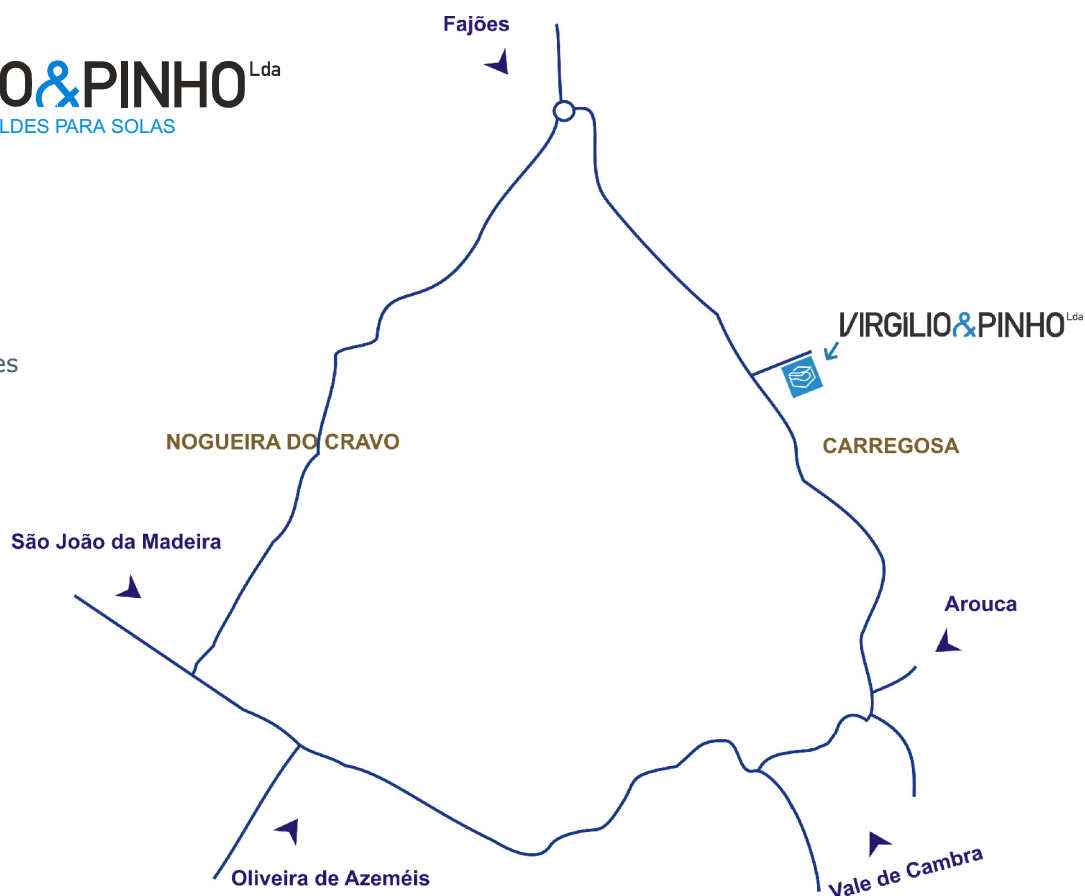 Fajões
O&PINHO Lda
LDES PARA SOLAS
VIRGÍLIO&PINHO Lda
es
NOGUEIRA DO CRAVO
CARREGOSA
São João da Madeira
Arouca
Vale de Cambra
Oliveira de Azeméis